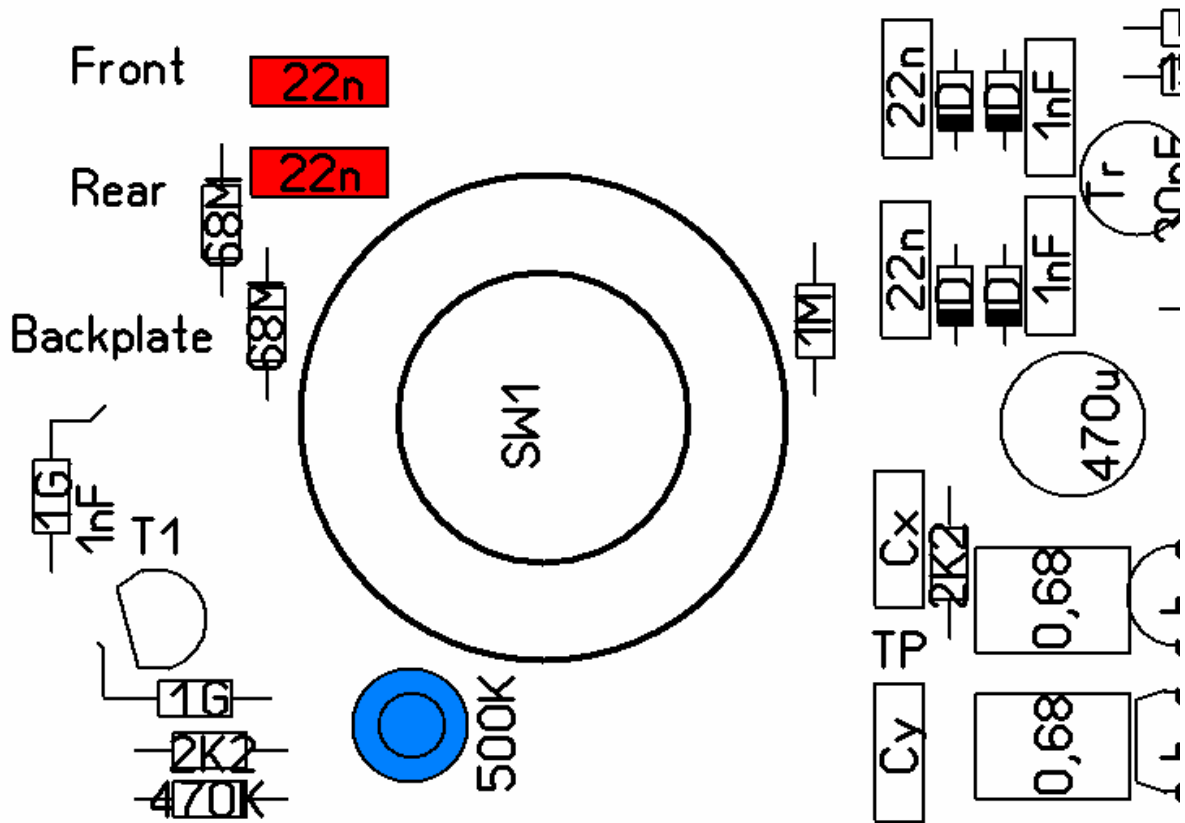 Front
22n
Rear
22n
68M
68M
Backplate
1G
1nF
T1
1G
2K2
470K
SW1
500K
1M
22n
D
D
1nF
Tr
22n
D
D
1nF
470u
Cx
2K2
0,68
TP
Cy
0,68